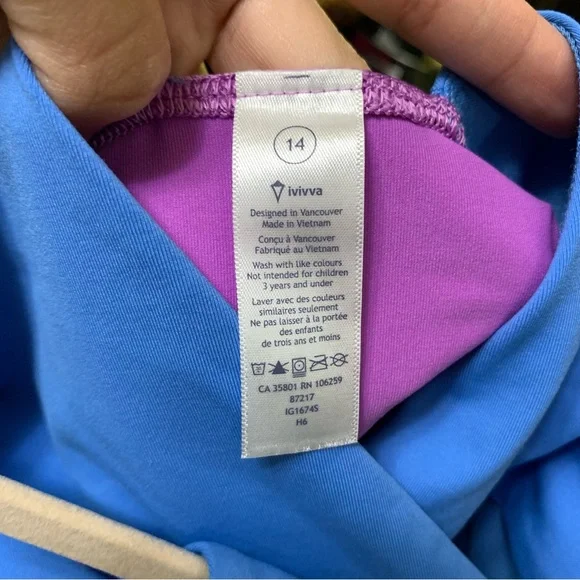 14
ivivva
Designed in Vancouver
Made in Vietnam
Conçu à Vancouver
Fabriqué au Vietnam
Wash with like colours
Not intended for children
3 years and under
Laver avec des couleurs
similaires seulement
Ne pas laisser à la portée
des enfants
de trois ans et moins
CA 35801 RN 106259
87217
IG1674S
H6